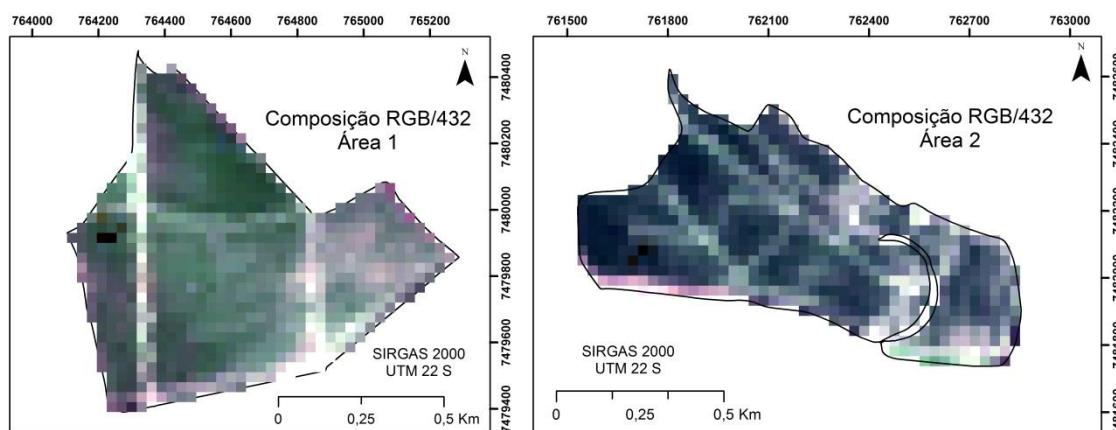 764000 764200 764400 764600 764800 765000 765200
N
Composição RGB/432
Área 1
7480400
7480200
7480000
7479800
7479600
7479400
SIRGAS 2000
UTM 22 S
0 0,25 0,5 Km
761500 761800 762100 762400 762700 763000
N
Composição RGB/432
Área 2
SIRGAS 2000
UTM 22 S
0 0,25 0,5 Km